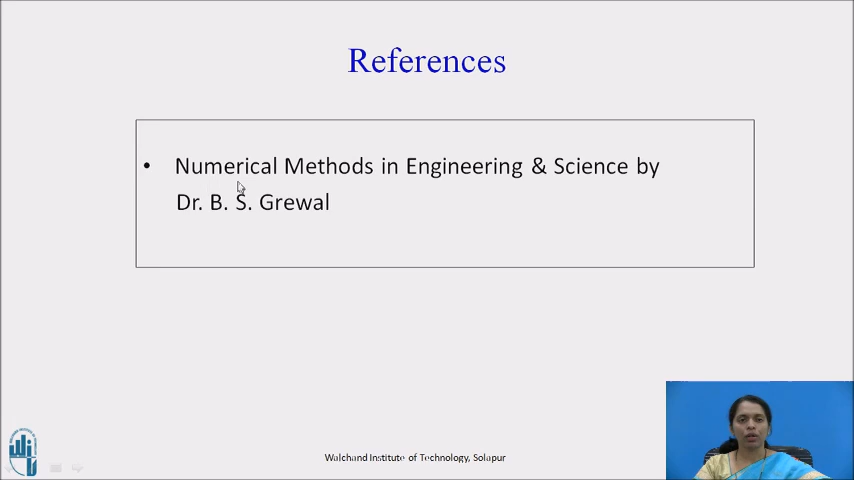 References
• Numerical Methods in Engineering & Science by
Dr. B. S. Grewal
Walchand Institute of Technology, Solapur